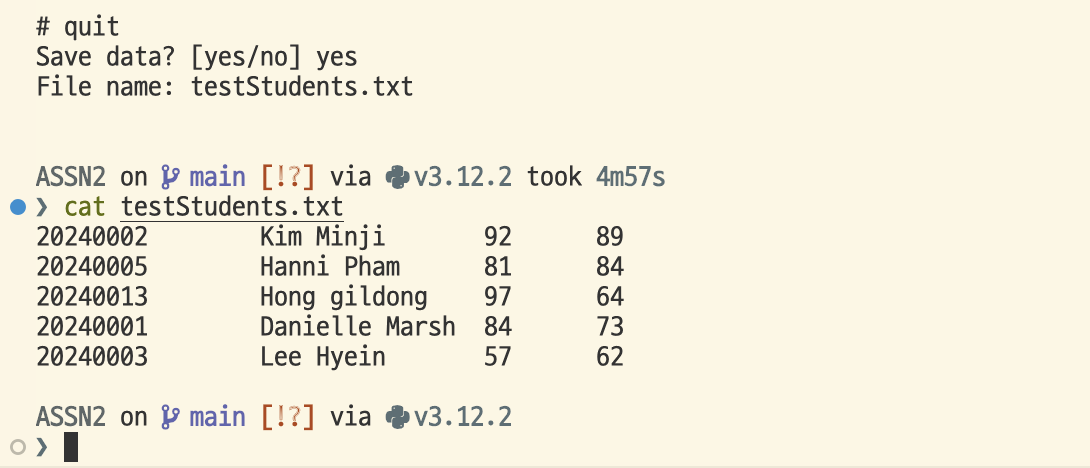 # quit
Save data? [yes/no] yes
File name: testStudents.txt
ASSN2 on main [!?] via v3.12.2 took 4m57s
❯ cat testStudents.txt
20240002 Kim Minji 92 89
20240005 Hanni Pham 81 84
20240013 Hong gildong 97 64
20240001 Danielle Marsh 84 73
20240003 Lee Hyein 57 62
ASSN2 on main [!?] via v3.12.2
❯